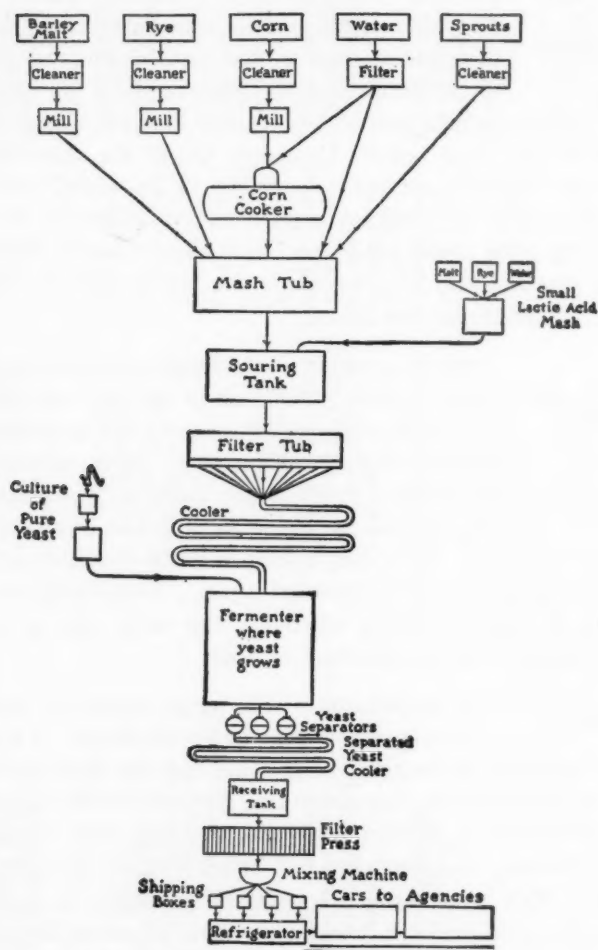 Barley Malt
Rye
Corn
Water
Sprouts
Cleaner
Cleaner
Cleaner
Filter
Cleaner
Mill
Mill
Mill
Corn
Cooker
Mash Tub
Malt
Rye
Water
Small
Lactic Acid
Mash
Souring
Tank
Filter Tub
Culture
of
Pure
Yeast
Cooler
Fermenter
where
yeast
grows
Yeast
Separators
Separated
Yeast
Cooler
Receiving
Tank
Filter
Press
Mixing Machine
Shipping
Boxes
Cars to Agencies
Refrigerator